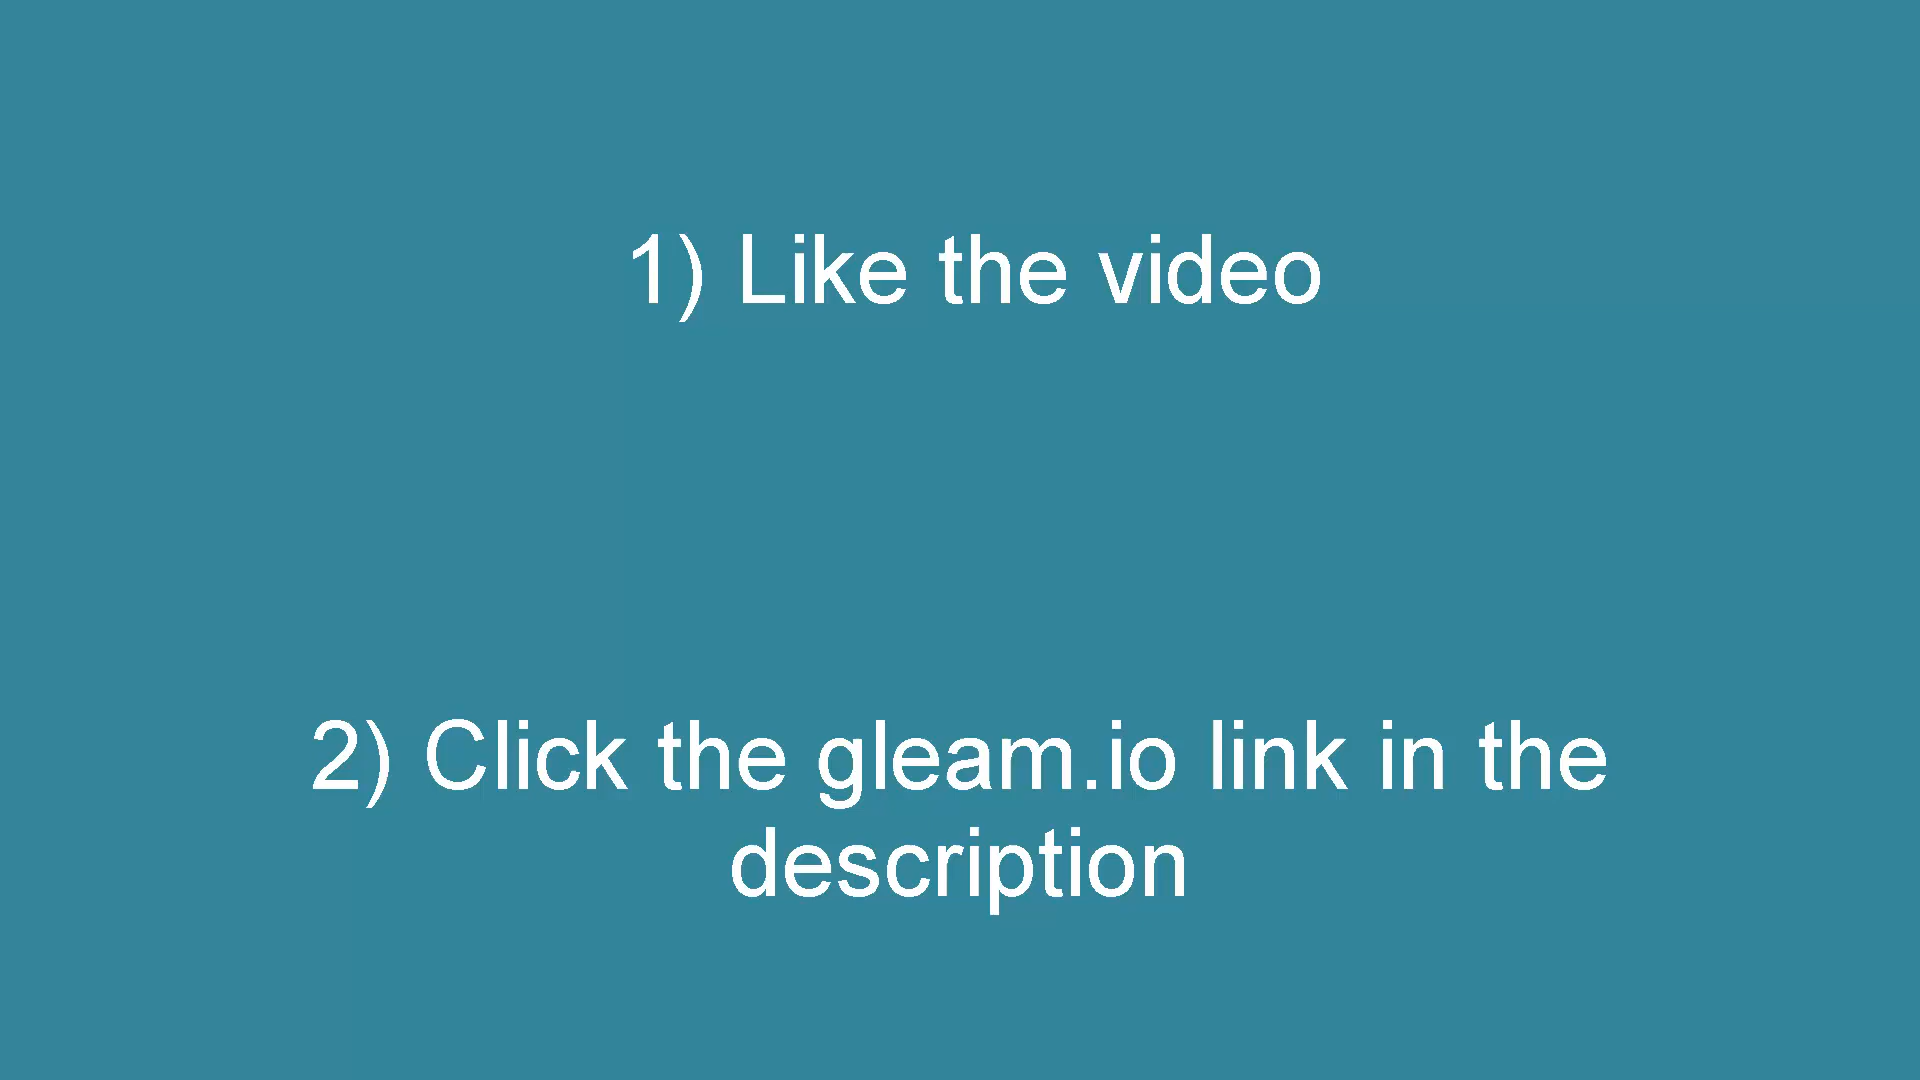 1) Like the video
2) Click the gleam.io link in the
description